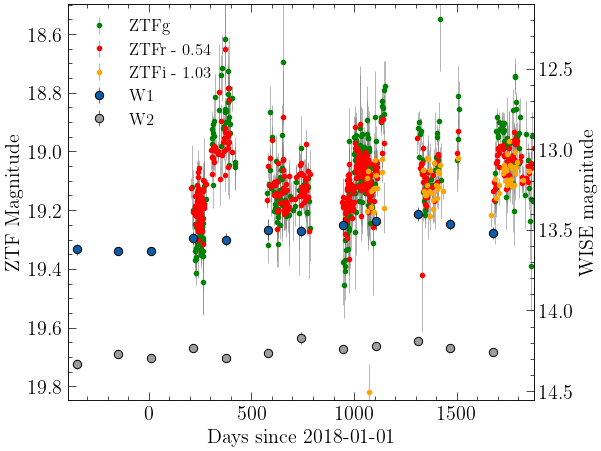 ZTFg
ZTFr - 0.54
ZTFi - 1.03
W1
W2
ZTF Magnitude
18.6
18.8
19.0
19.2
19.4
19.6
19.8
WISE magnitude
12.5
13.0
13.5
14.0
14.5
0 500 1000 1500
Days since 2018-01-01